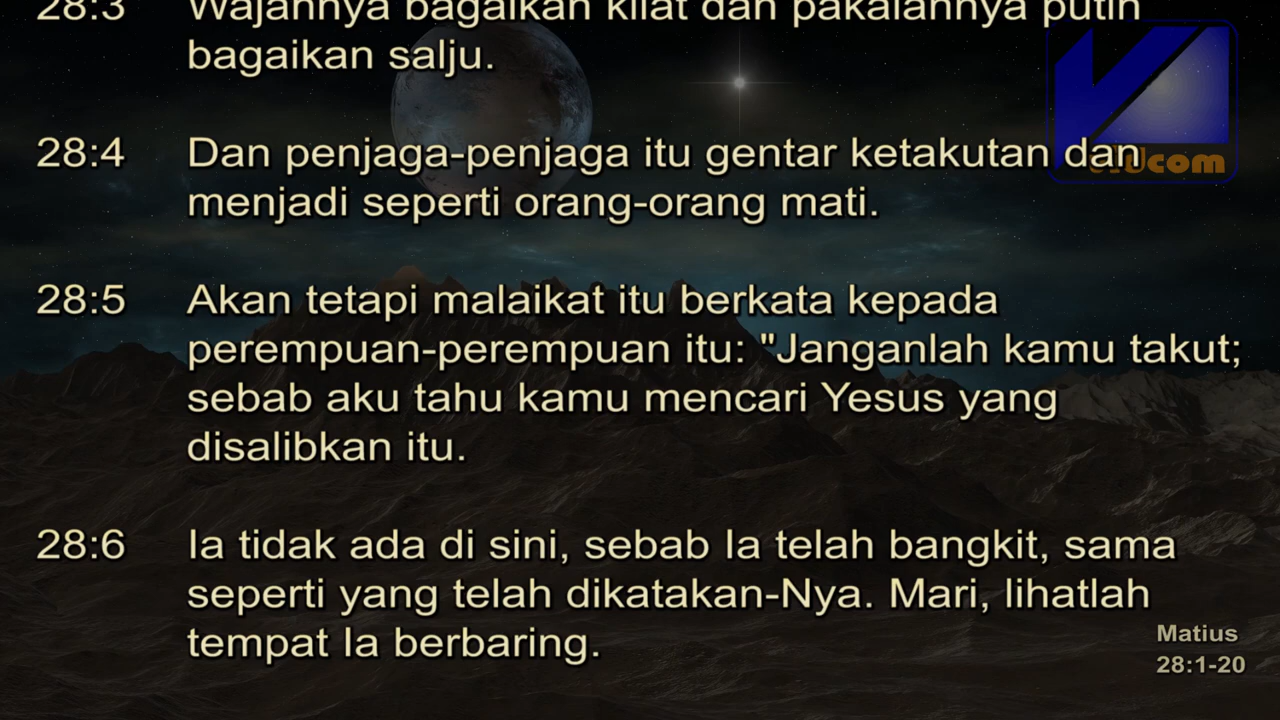 28:3 Wajahnya bagaikan kilat dan pakaiannya putih
bagaikan salju.
28:4 Dan penjaga-penjaga itu gentar ketakutan dan
menjadi seperti orang-orang mati.
28:5 Akan tetapi malaikat itu berkata kepada
perempuan-perempuan itu: "Janganlah kamu takut;
sebab aku tahu kamu mencari Yesus yang
disalibkan itu.
28:6 Ia tidak ada di sini, sebab Ia telah bangkit, sama
seperti yang telah dikatakan-Nya. Mari, lihatlah
tempat Ia berbaring.
Matius
28:1-20